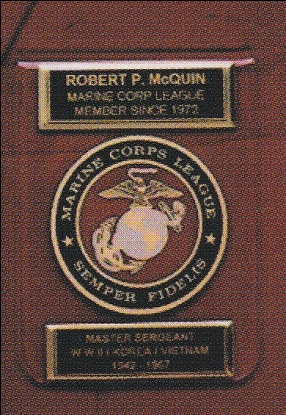 ROBERT P. McQUIN
MARINE CORP LEAGUE
MEMBER SINCE 1973
MARINE CORPS LEAGUE
SEMPER FIDELIS
MASTER SERGEANT
W W II / KOREA / VIETNAM
1942 - 1967